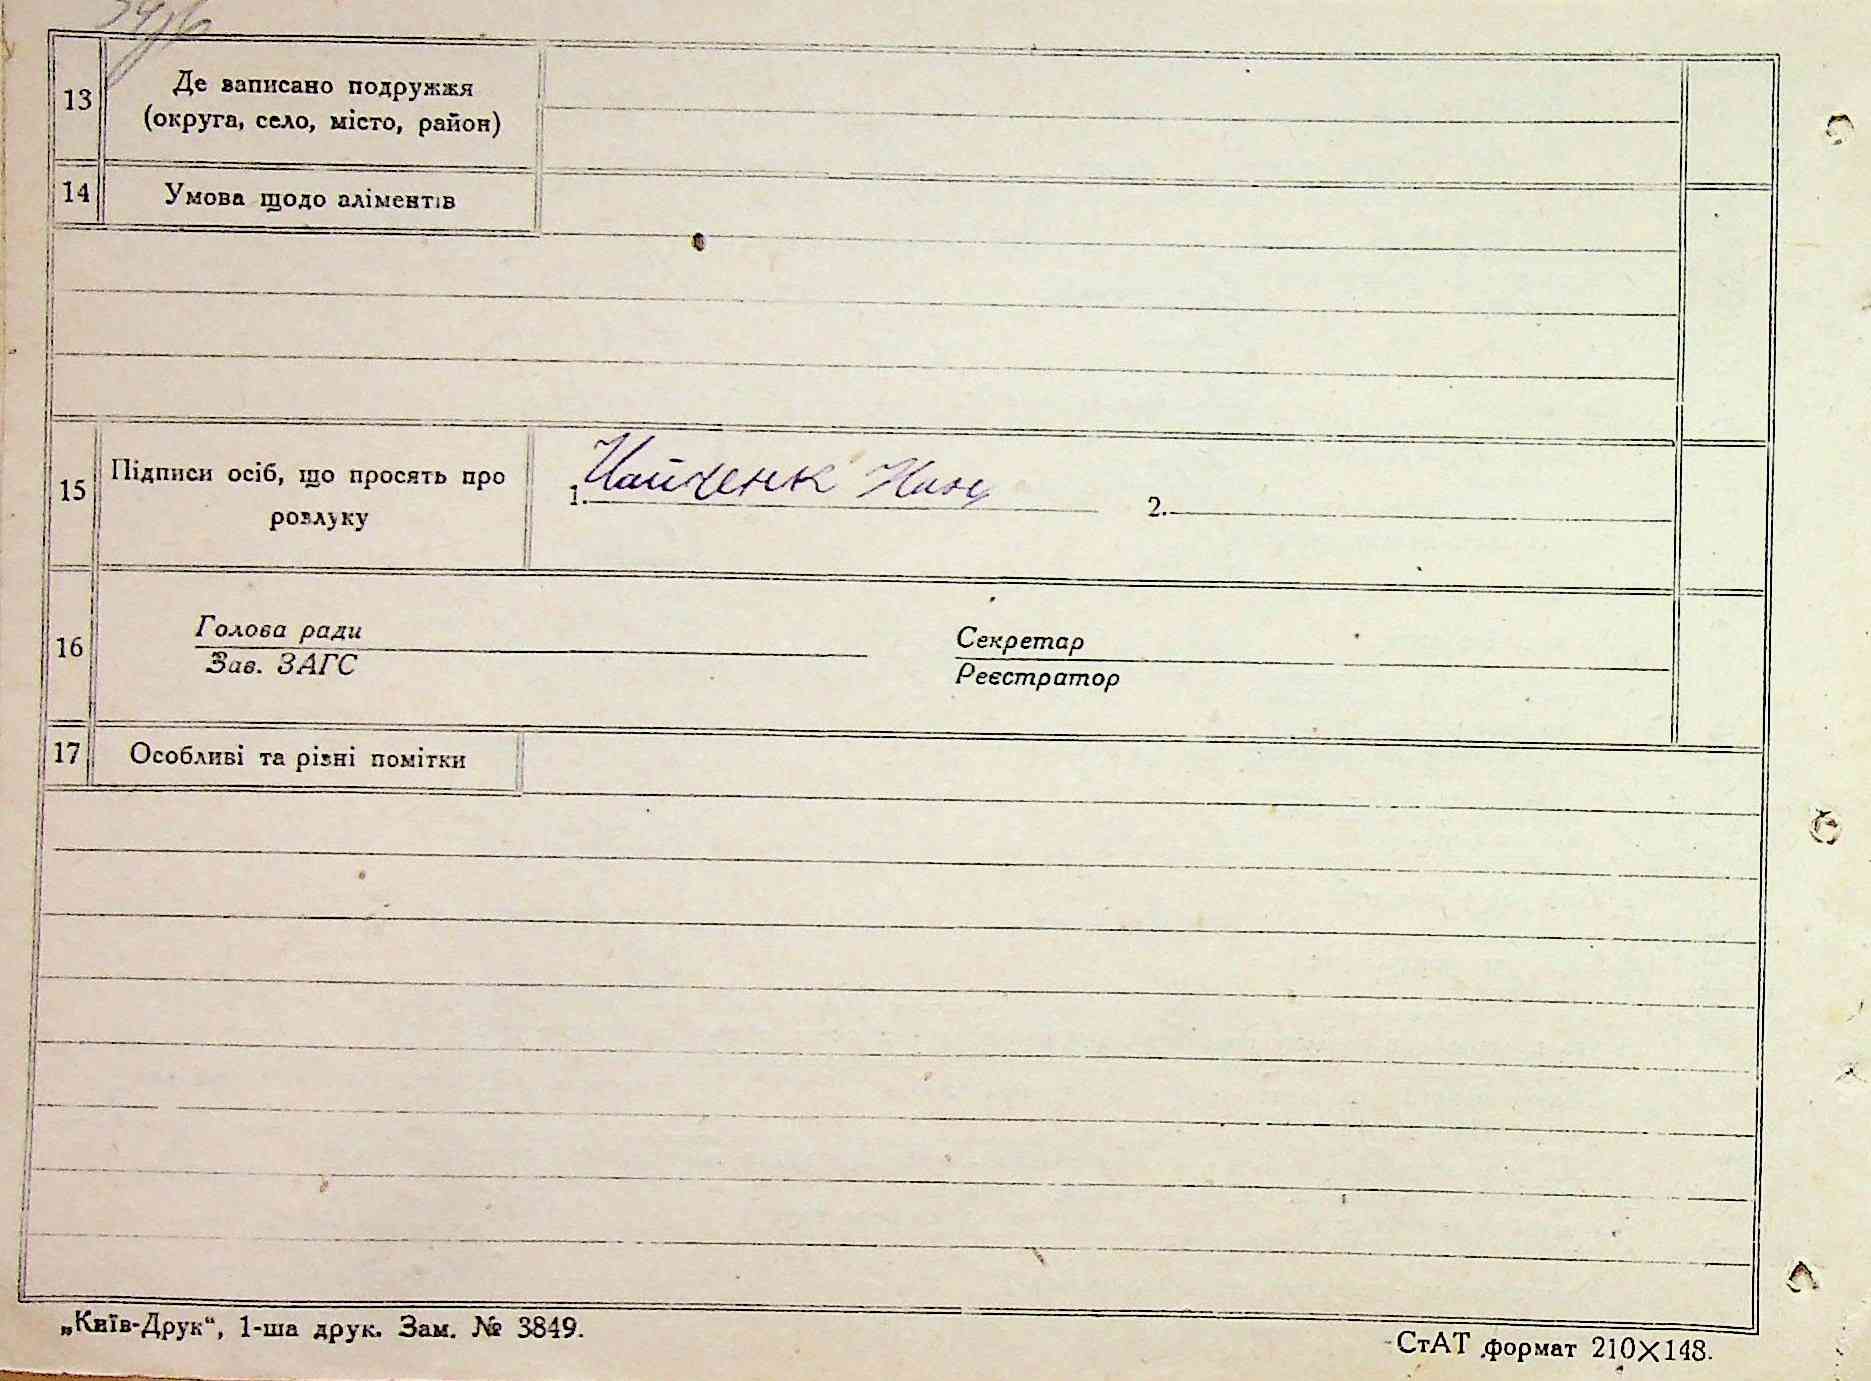 13
Де записано подружжя
(округа, село, місто, район)
14
Умова щодо аліментів
15
Підписи осіб, що просять про
розлуку
1. 2.
16
Голова ради
Зав. ЗАГС
Секретар
Реєстратор
17
Особливі та різні помітки
„Київ-Друк“, 1-ша друк. Зам. № 3849.
СтАТ формат 210×148.